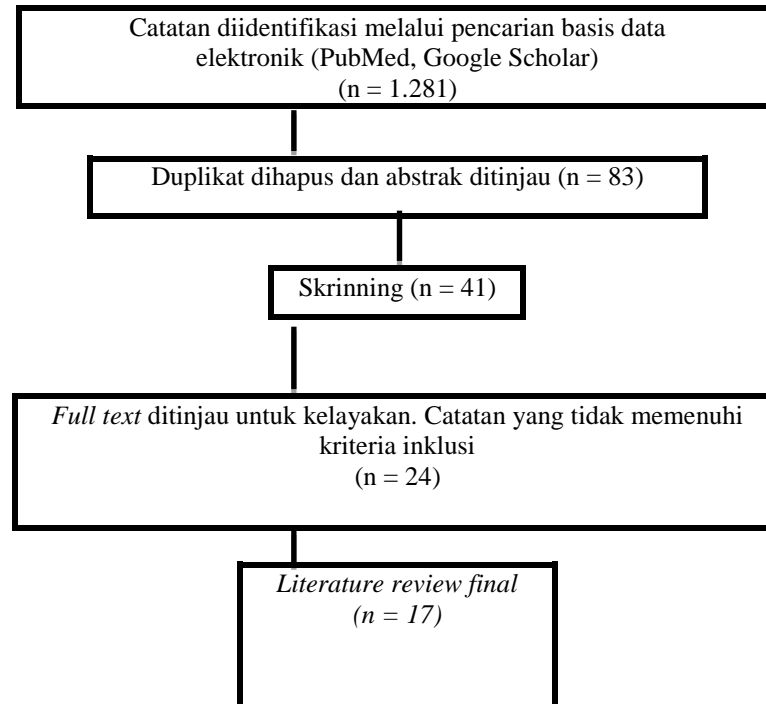 Catatan diidentifikasi melalui pencarian basis data
elektronik (PubMed, Google Scholar)
(n = 1.281)
Duplikat dihapus dan abstrak ditinjau (n = 83)
Skrinning (n = 41)
Full text ditinjau untuk kelayakan. Catatan yang tidak memenuhi
kriteria inklusi
(n = 24)
Literature review final
(n = 17)